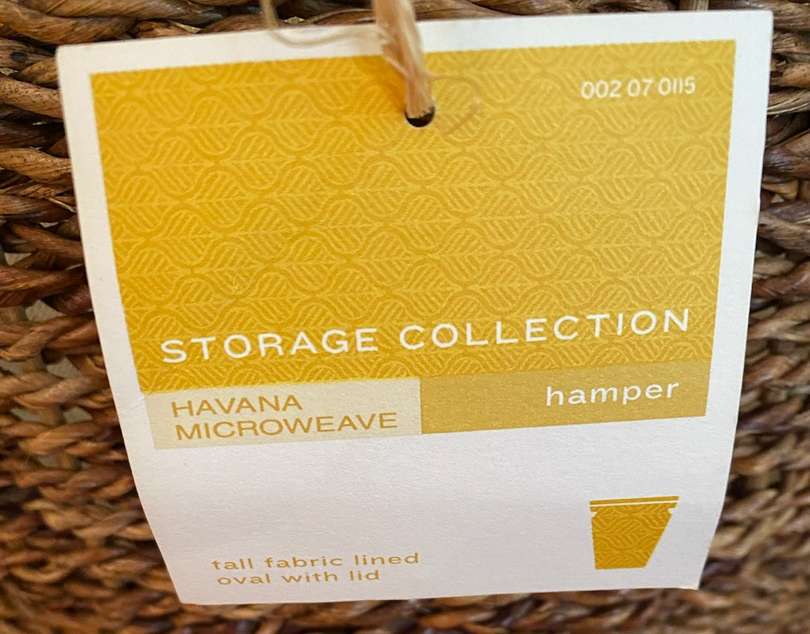 002 07 0115
STORAGE COLLECTION
HAVANA
MICROWEAVE
hamper
tall fabric lined
oval with lid